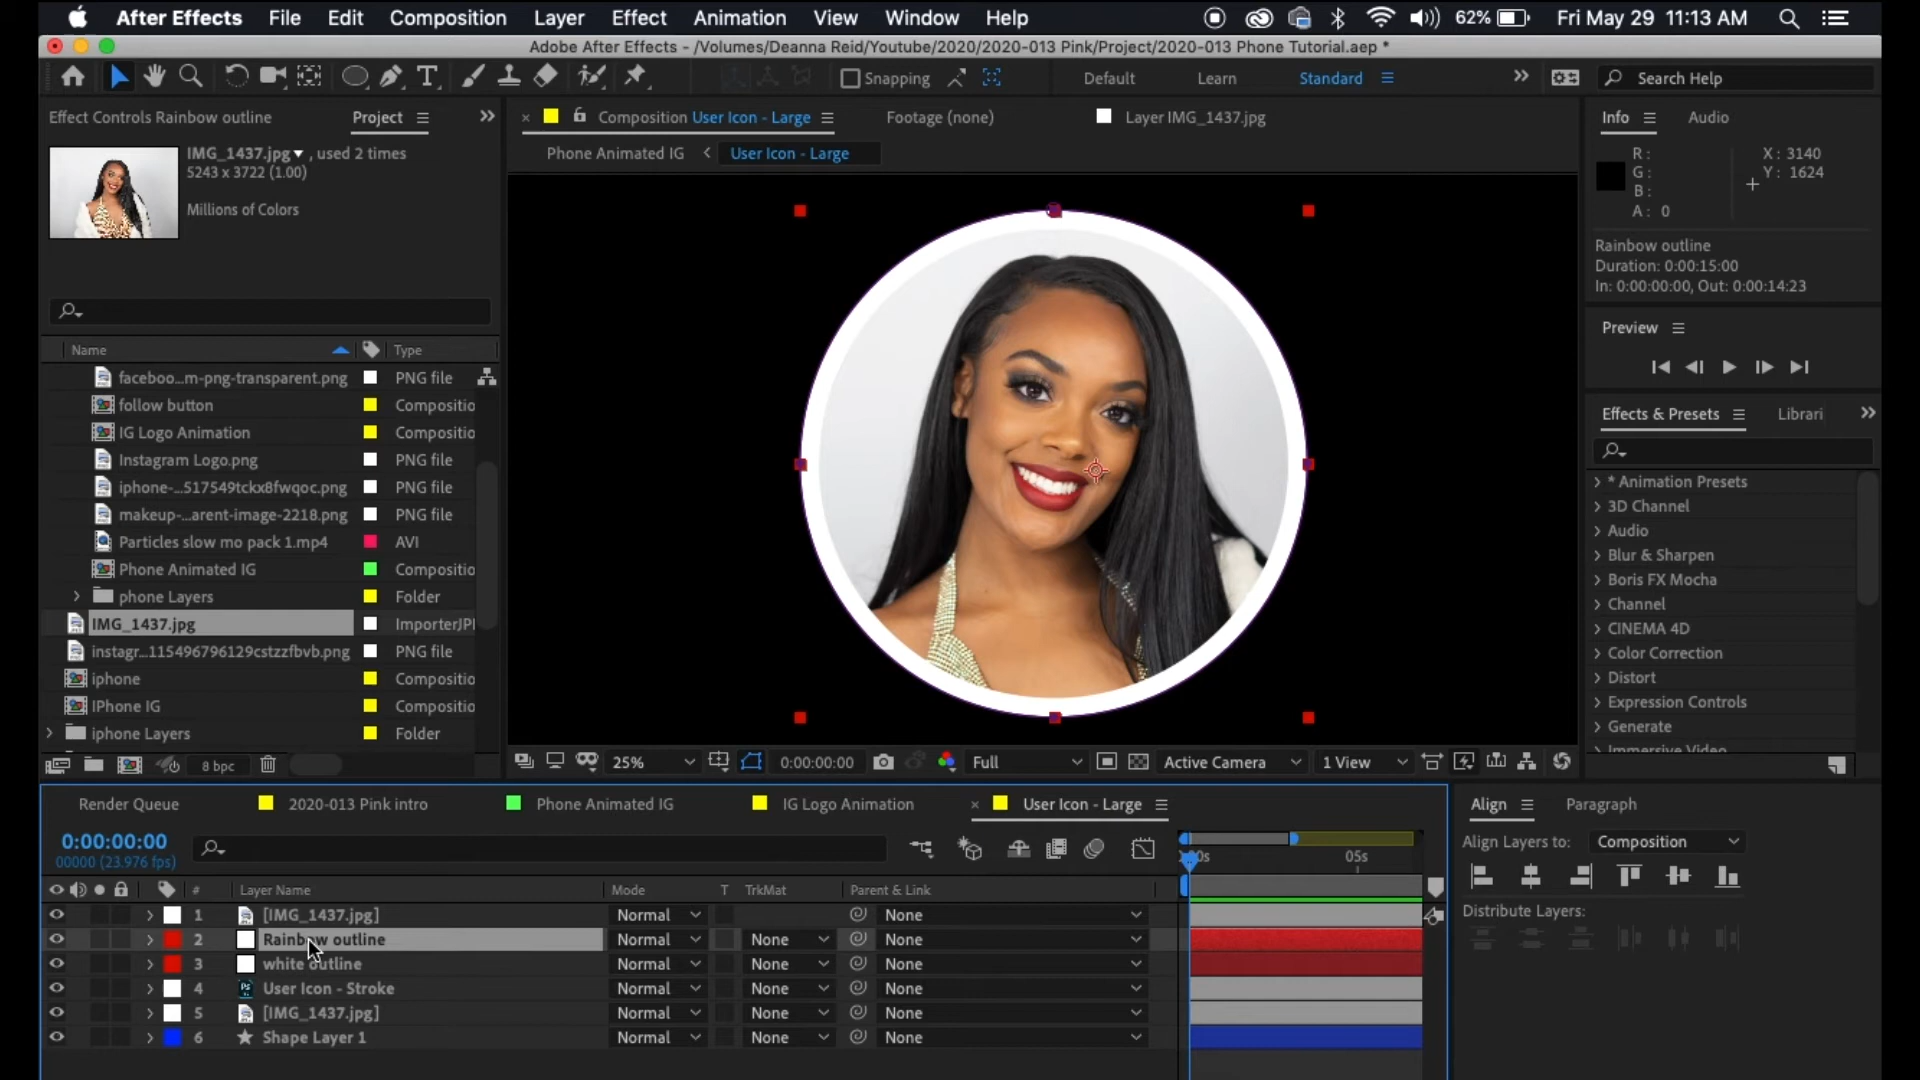 After Effects File Edit Composition Layer Effect Animation View Window Help 62% Fri May 29 11:13 AM
Adobe After Effects - /Volumes/Deanna Reid/Youtube/2020/2020-013 Pink/Project/2020-013 Phone Tutorial.aep *
Snapping Default Learn Standard Search Help
Effect Controls Rainbow outline Project
IMG_1437.jpg , used 2 times
5243 x 3722 (1.00)
Millions of Colors
Name Type
faceboo...m-png-transparent.png PNG file
follow button Compositio
IG Logo Animation Compositio
Instagram Logo.png PNG file
iphone-...517549tckx8fwqoc.png PNG file
makeup-...arent-image-2218.png PNG file
Particles slow mo pack 1.mp4 AVI
Phone Animated IG Compositio
phone Layers Folder
IMG_1437.jpg ImporterJPE
instagr...115496796129cstzzfbvb.png PNG file
iphone Compositio
IPhone IG Compositio
iphone Layers Folder
8 bpc
Composition User Icon - Large Footage (none) Layer IMG_1437.jpg
Phone Animated IG User Icon - Large
25% 0:00:00:00 Full Active Camera 1 View
Info Audio
R : X : 3140
G : Y : 1624
B :
A : 0
Rainbow outline
Duration: 0:00:15:00
In: 0:00:00:00, Out: 0:00:14:23
Preview
Effects & Presets Librari
* Animation Presets
3D Channel
Audio
Blur & Sharpen
Boris FX Mocha
Channel
CINEMA 4D
Color Correction
Distort
Expression Controls
Generate
Immersive Video
Render Queue 2020-013 Pink intro Phone Animated IG IG Logo Animation × User Icon - Large
0:00:00:00
00000 (23.976 fps)
05s
# Layer Name Mode T TrkMat Parent & Link
1 [IMG_1437.jpg] Normal None
2 Rainbow outline Normal None None
3 white outline Normal None None
4 User Icon - Stroke Normal None None
5 [IMG_1437.jpg] Normal None None
6 Shape Layer 1 Normal None None
Align Paragraph
Align Layers to: Composition
Distribute Layers: